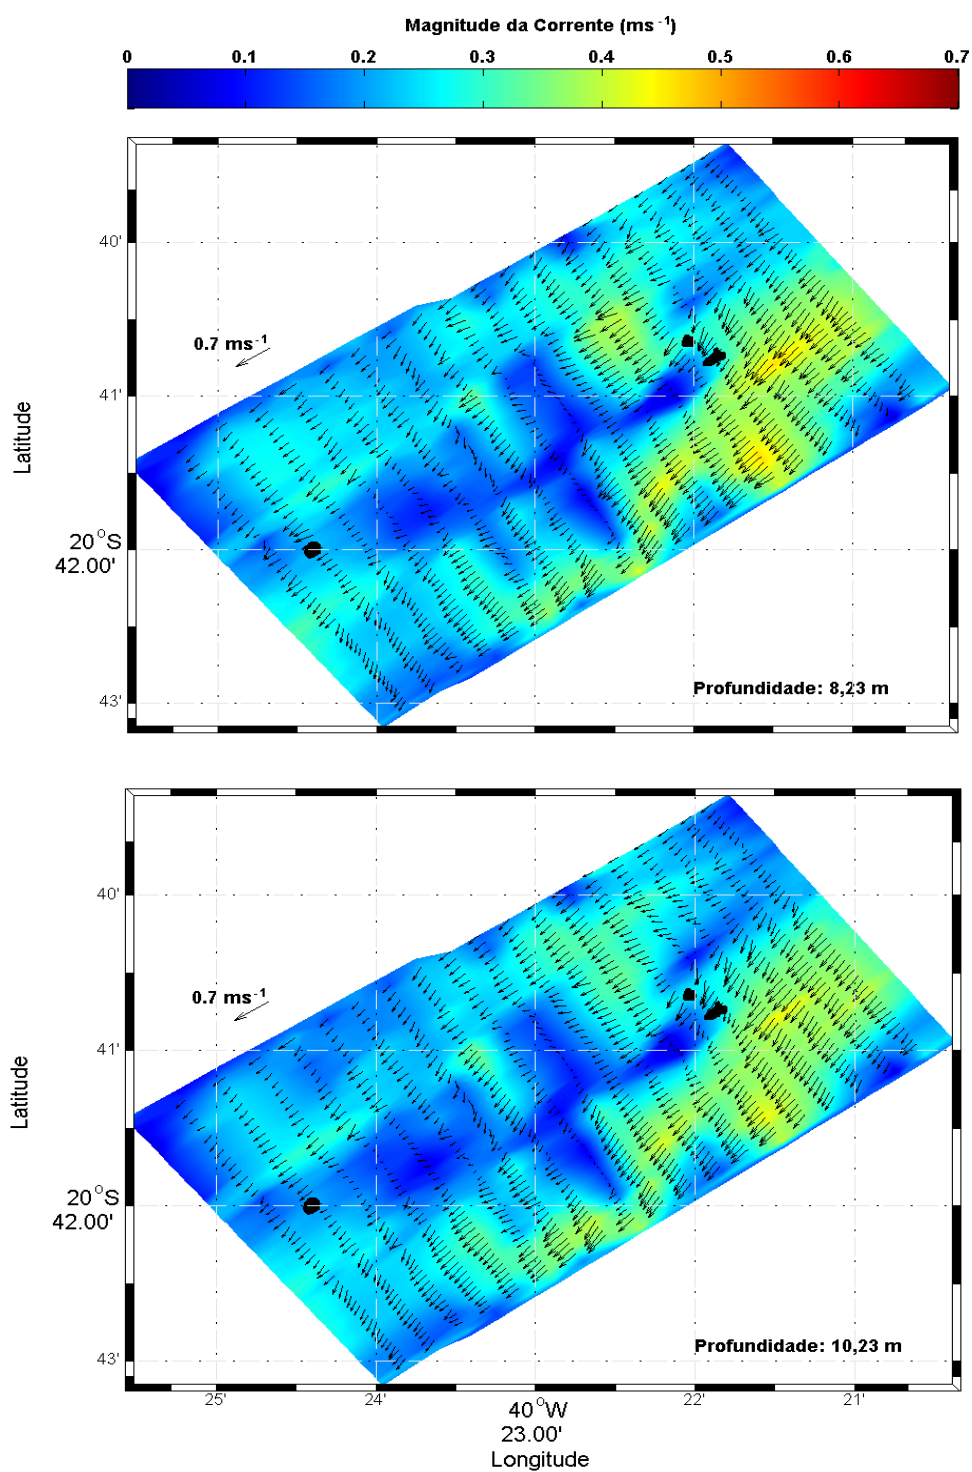 Magnitude da Corrente (ms⁻¹)
0 0.1 0.2 0.3 0.4 0.5 0.6 0.7
40'
0.7 ms⁻¹
41'
Latitude
20°S
42.00'
43'
Profundidade: 8,23 m
40'
0.7 ms⁻¹
41'
Latitude
20°S
42.00'
43'
Profundidade: 10,23 m
25' 24' 40°W 22' 21'
23.00'
Longitude